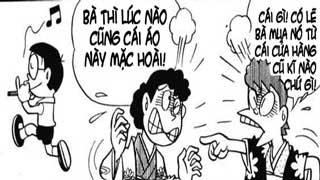 BÀ THÌ LÚC NÀO
CŨNG CÁI ÁO
NÀY MẶC HOÀI!
CÁI GÌ! CÓ LẼ
BÀ MUA NÓ TỪ
CÁI CỬA HÀNG
CŨ KĨ NÀO
CHỨ GÌ!